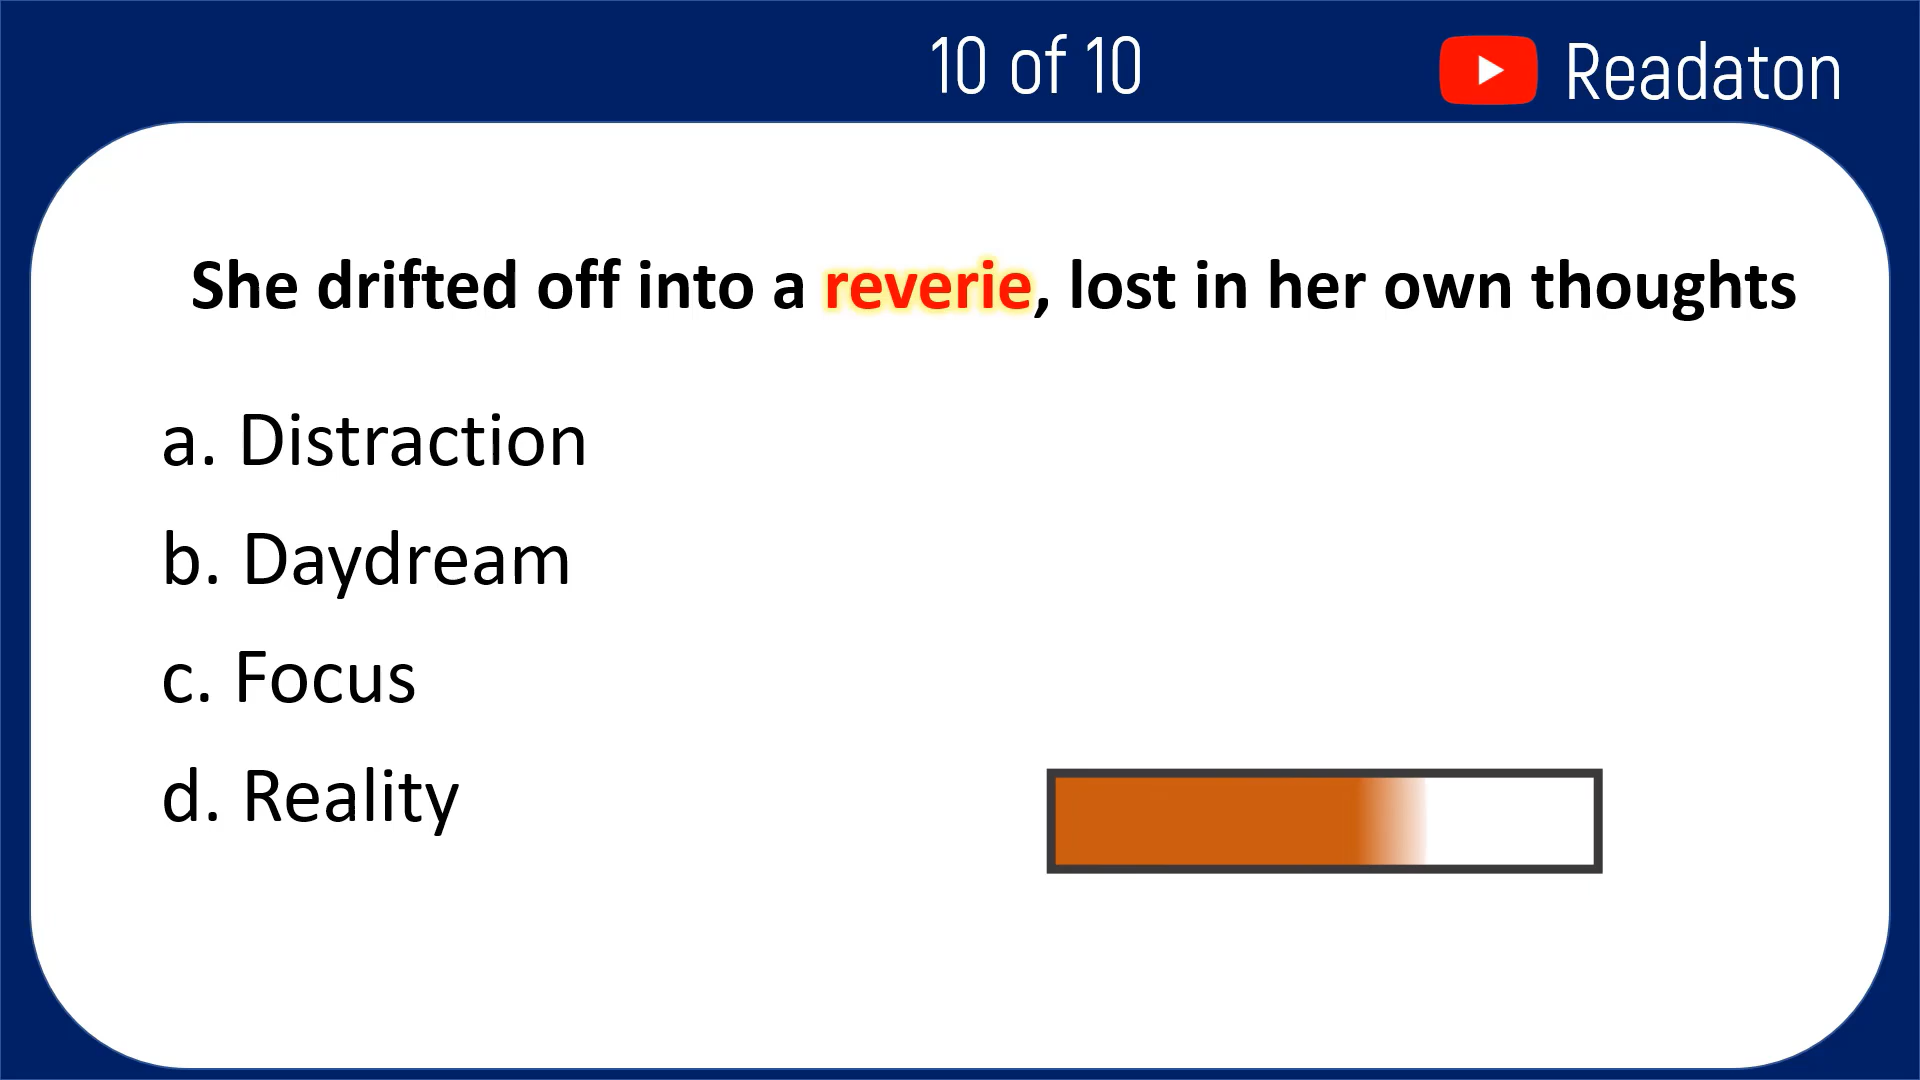 10 of 10
Readaton
She drifted off into a reverie, lost in her own thoughts
a. Distraction
b. Daydream
c. Focus
d. Reality